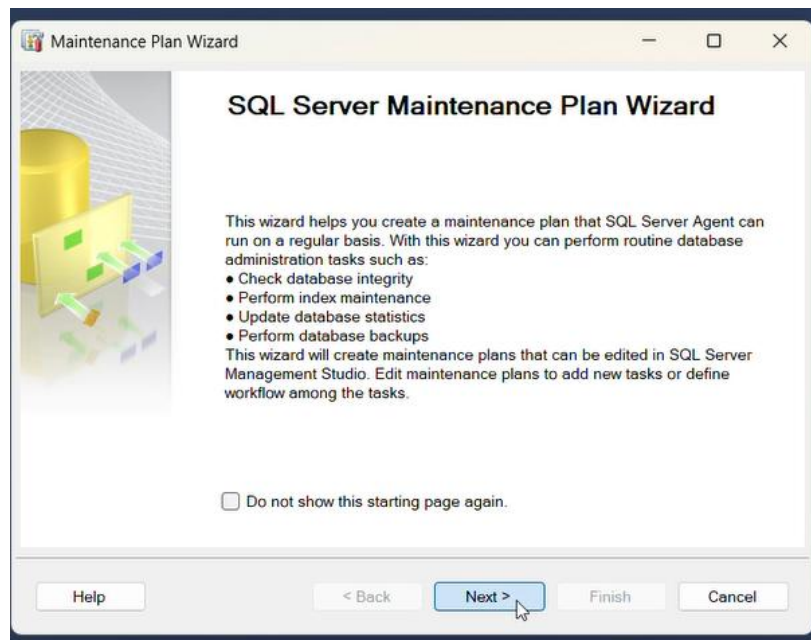 Maintenance Plan Wizard
SQL Server Maintenance Plan Wizard
This wizard helps you create a maintenance plan that SQL Server Agent can
run on a regular basis. With this wizard you can perform routine database
administration tasks such as:
● Check database integrity
● Perform index maintenance
● Update database statistics
● Perform database backups
This wizard will create maintenance plans that can be edited in SQL Server
Management Studio. Edit maintenance plans to add new tasks or define
workflow among the tasks.
Do not show this starting page again.
Help < Back Next > Finish Cancel